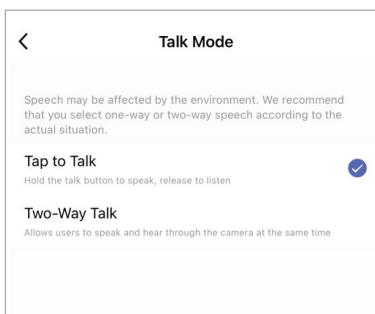 Talk Mode
Speech may be affected by the environment. We recommend
that you select one-way or two-way speech according to the
actual situation.
Tap to Talk
Hold the talk button to speak, release to listen
Two-Way Talk
Allows users to speak and hear through the camera at the same time